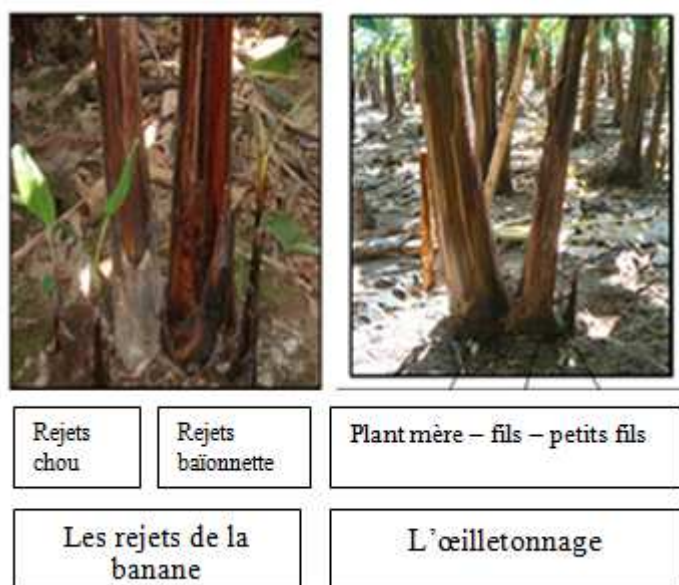 Rejets
chou
Rejets
baïonnette
Plant mère – fils – petits fils
Les rejets de la
banane
L'œilletonnage